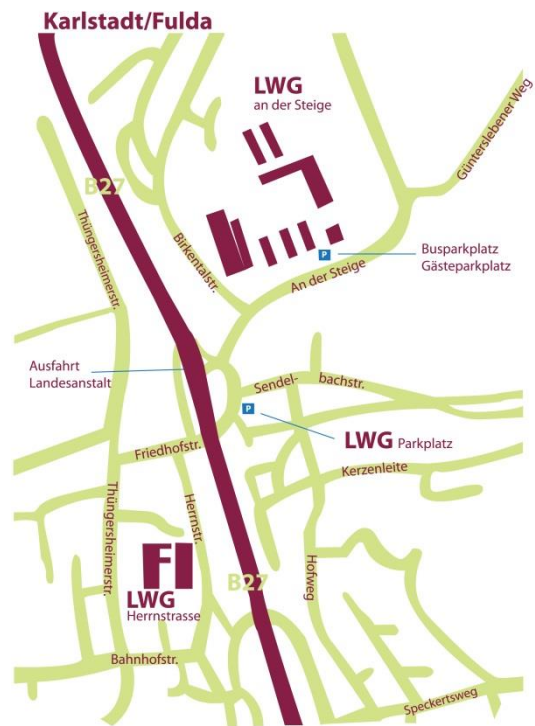 Karlstadt/Fulda
LWG
an der Steige
Günterslebener Weg
B27
Thüngersheimerstr.
Birkentalstr.
P
Busparkplatz
Gästeparkplatz
An der Steige
Ausfahrt
Landesanstalt
Sendel-
bachstr.
P
LWG Parkplatz
Friedhofstr.
Kerzenleite
Thüngersheimerstr.
Herrnstr.
Hofweg
B27
LWG
Herrnstrasse
Bahnhofstr.
Speckertsweg